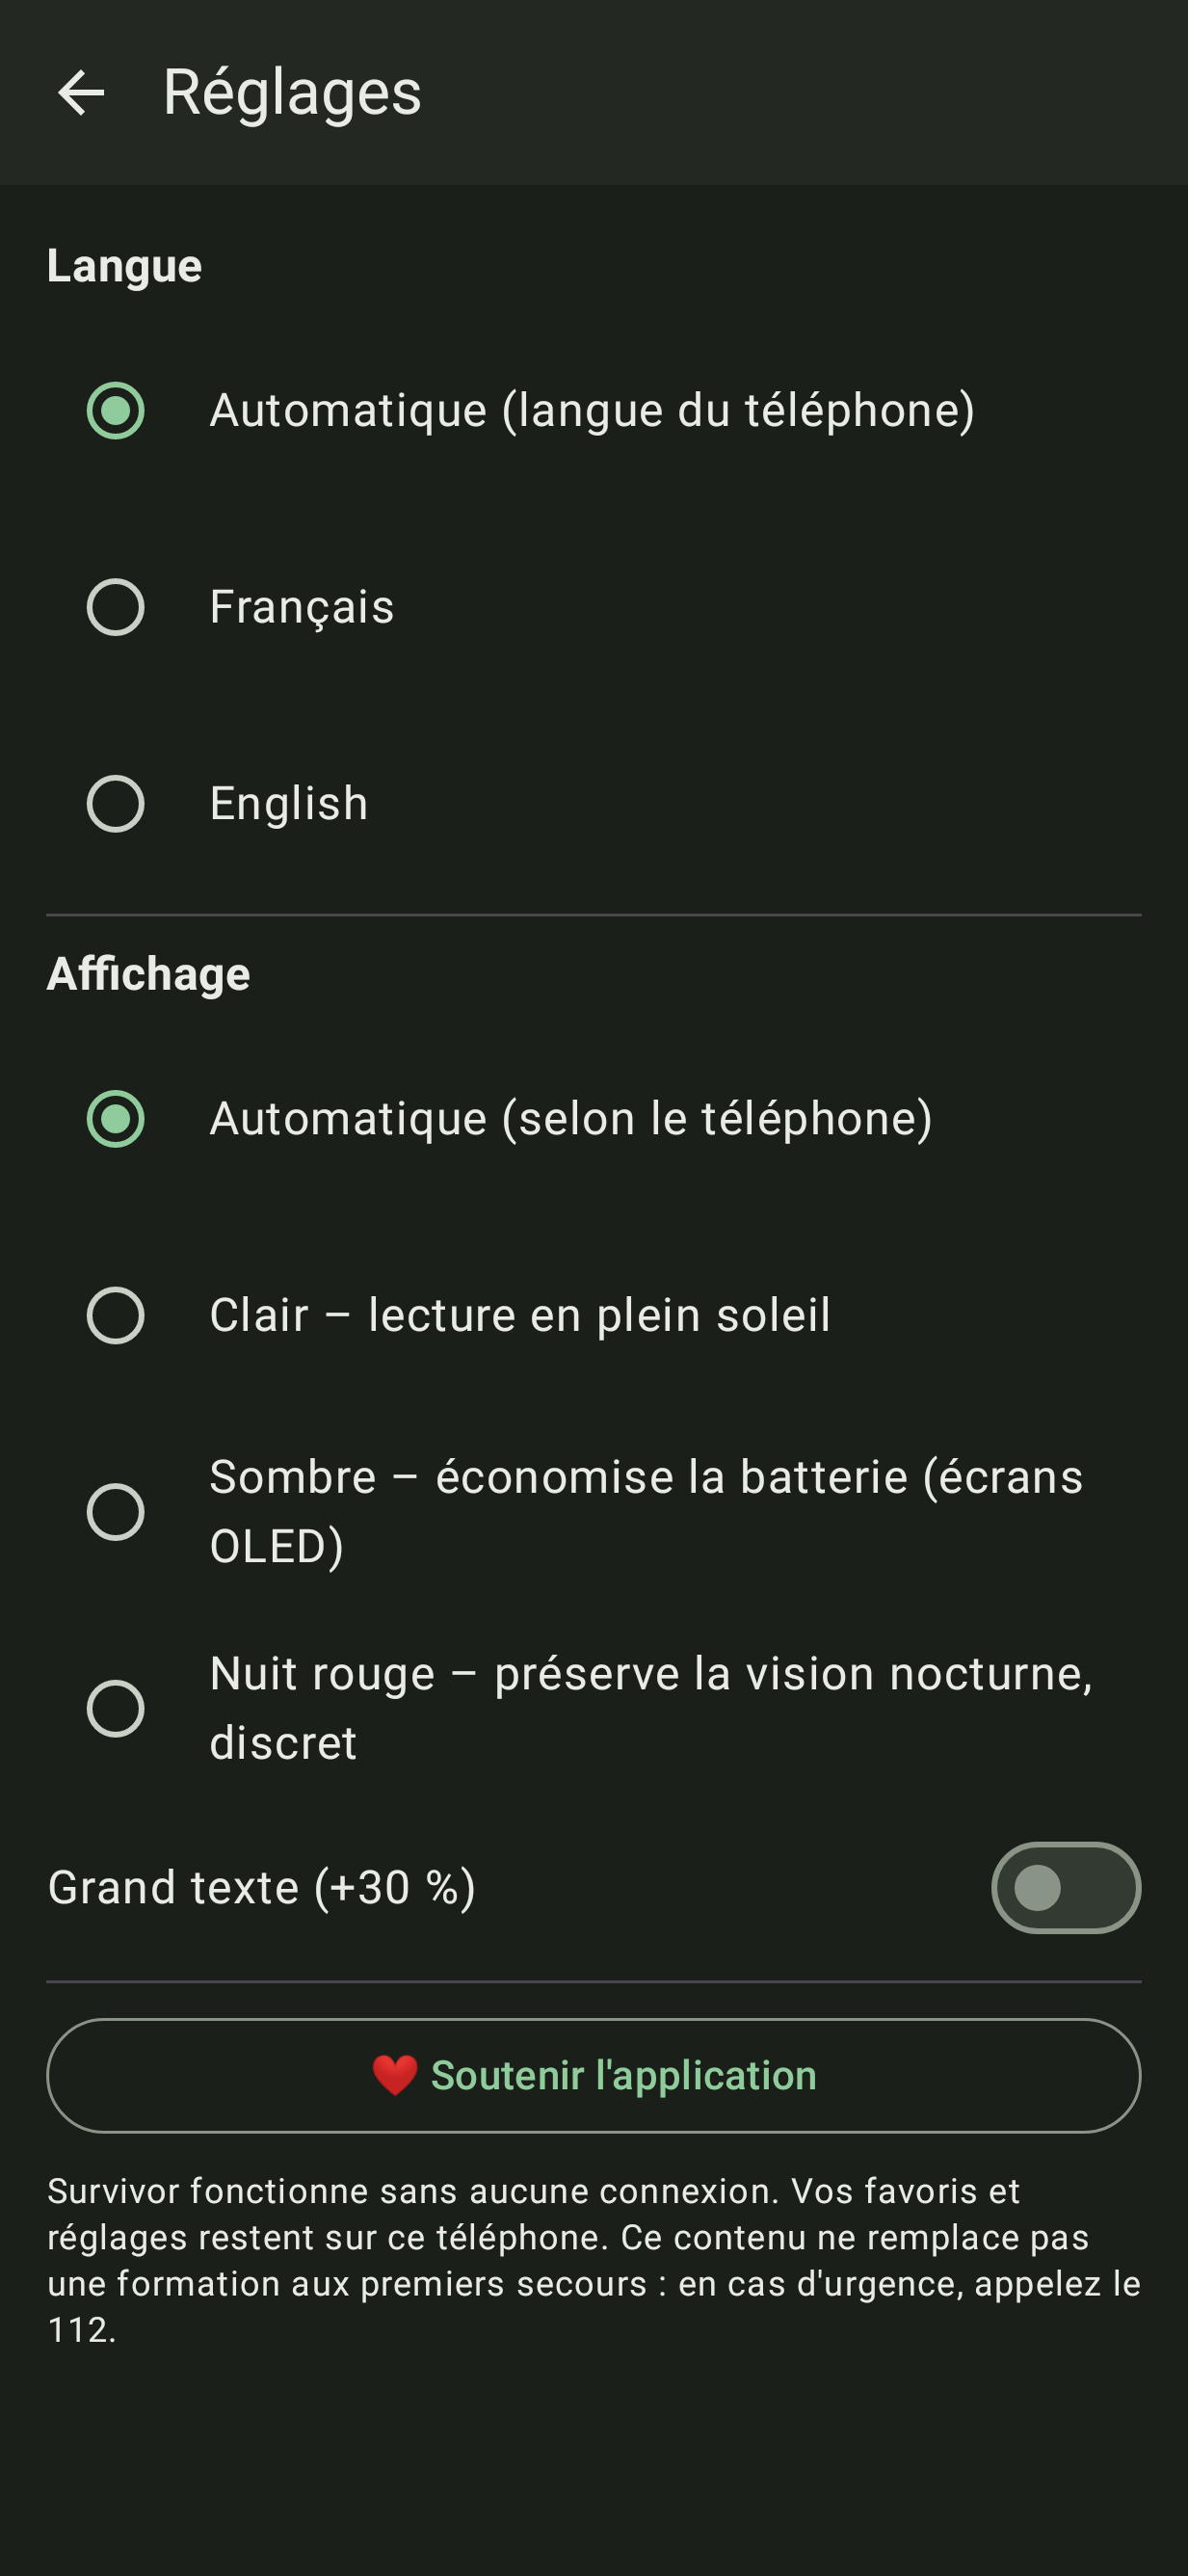 Réglages
Langue
Automatique (langue du téléphone)
Français
English
Affichage
Automatique (selon le téléphone)
Clair – lecture en plein soleil
Sombre – économise la batterie (écrans
OLED)
Nuit rouge – préserve la vision nocturne,
discret
Grand texte (+30 %)
❤️ Soutenir l'application
Survivor fonctionne sans aucune connexion. Vos favoris et
réglages restent sur ce téléphone. Ce contenu ne remplace pas
une formation aux premiers secours : en cas d'urgence, appelez le
112.